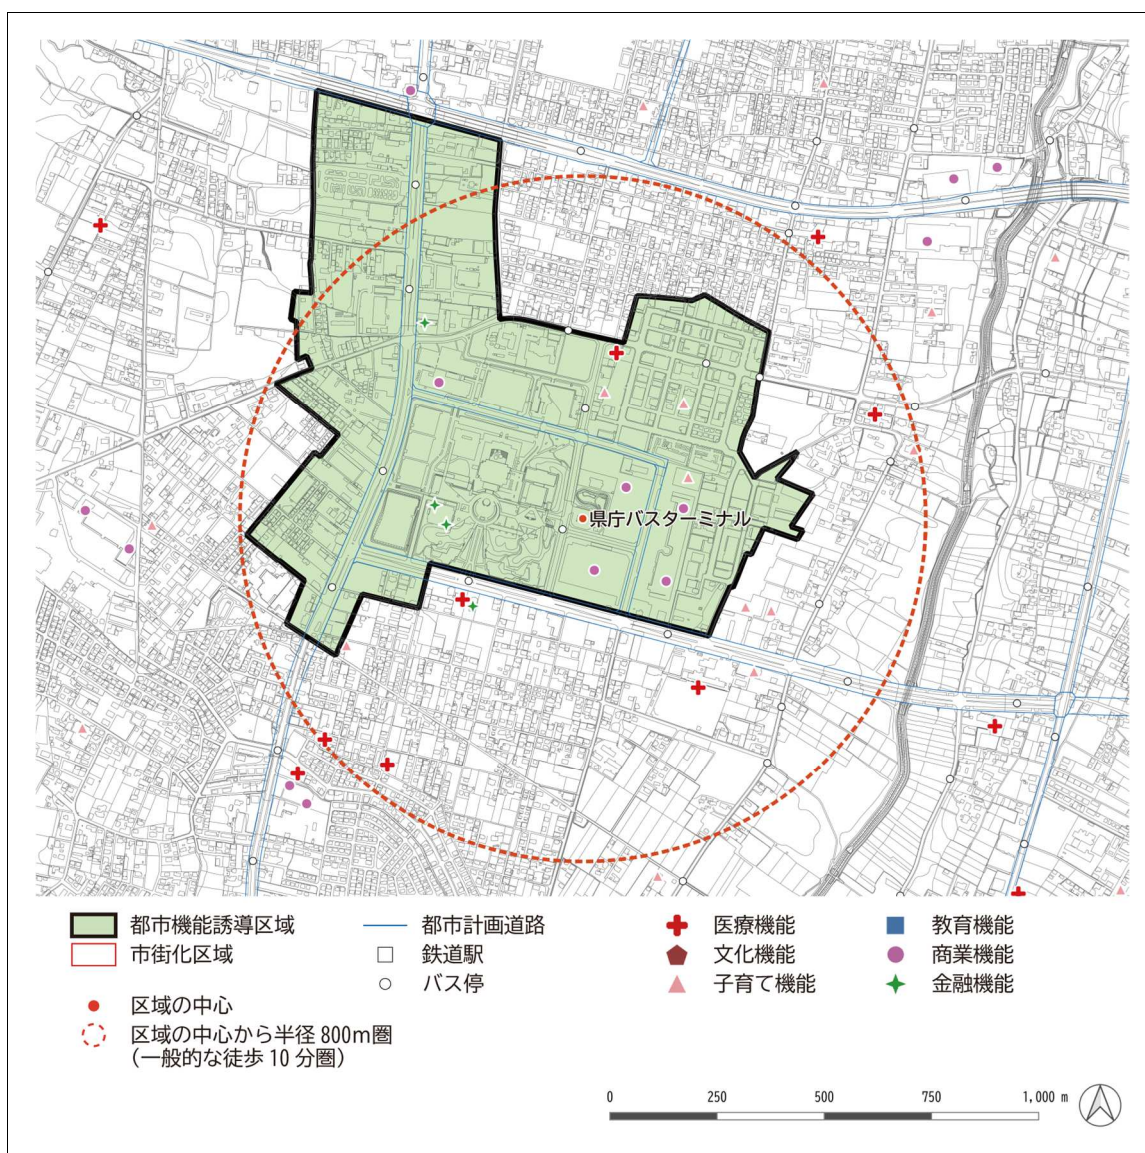 県庁バスターミナル
都市機能誘導区域
市街化区域
区域の中心
区域の中心から半径 800m圏
（一般的な徒歩 10 分圏）
都市計画道路
鉄道駅
バス停
医療機能
文化機能
子育て機能
教育機能
商業機能
金融機能
0 250 500 750 1,000 m